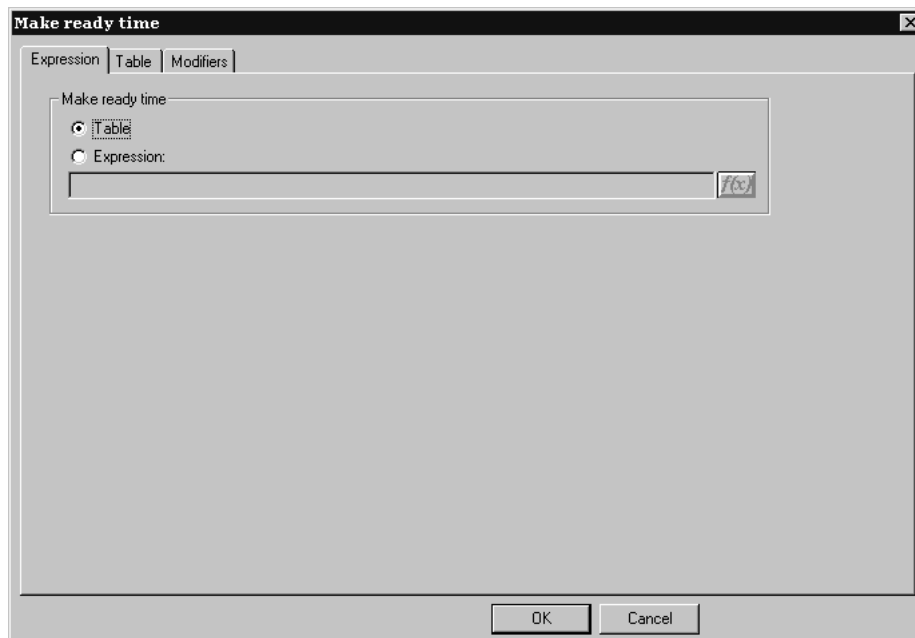 Make ready time
Expression Table Modifiers
Make ready time
Table
Expression:
f(x)
OK Cancel